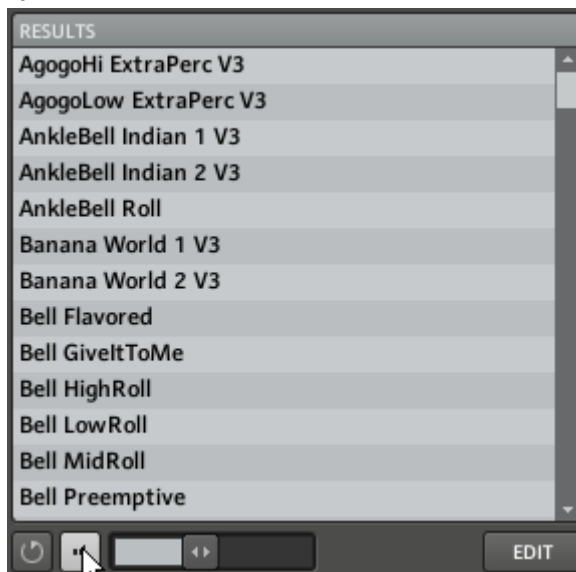 RESULTS
AgogoHi ExtraPerc V3
AgogoLow ExtraPerc V3
AnkleBell Indian 1 V3
AnkleBell Indian 2 V3
AnkleBell Roll
Banana World 1 V3
Banana World 2 V3
Bell Flavored
Bell GiveItToMe
Bell HighRoll
Bell LowRoll
Bell MidRoll
Bell Preemptive
EDIT